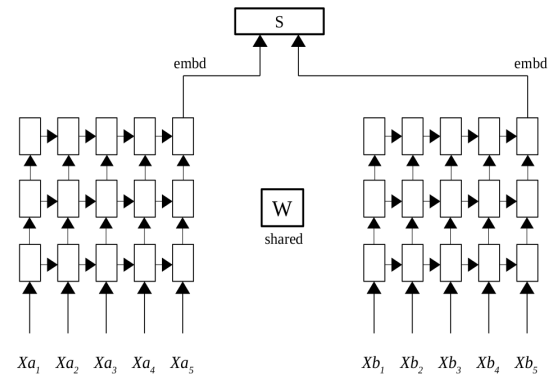 S
embd embd
W
shared
Xa₁ Xa₂ Xa₃ Xa₄ Xa₅ Xb₁ Xb₂ Xb₃ Xb₄ Xb₅